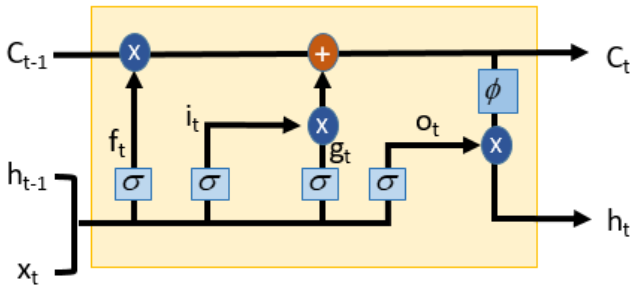 C_{t-1} x + C_t
ϕ
i_t x o_t x
f_t g_t
h_{t-1} σ σ σ σ
h_t
x_t